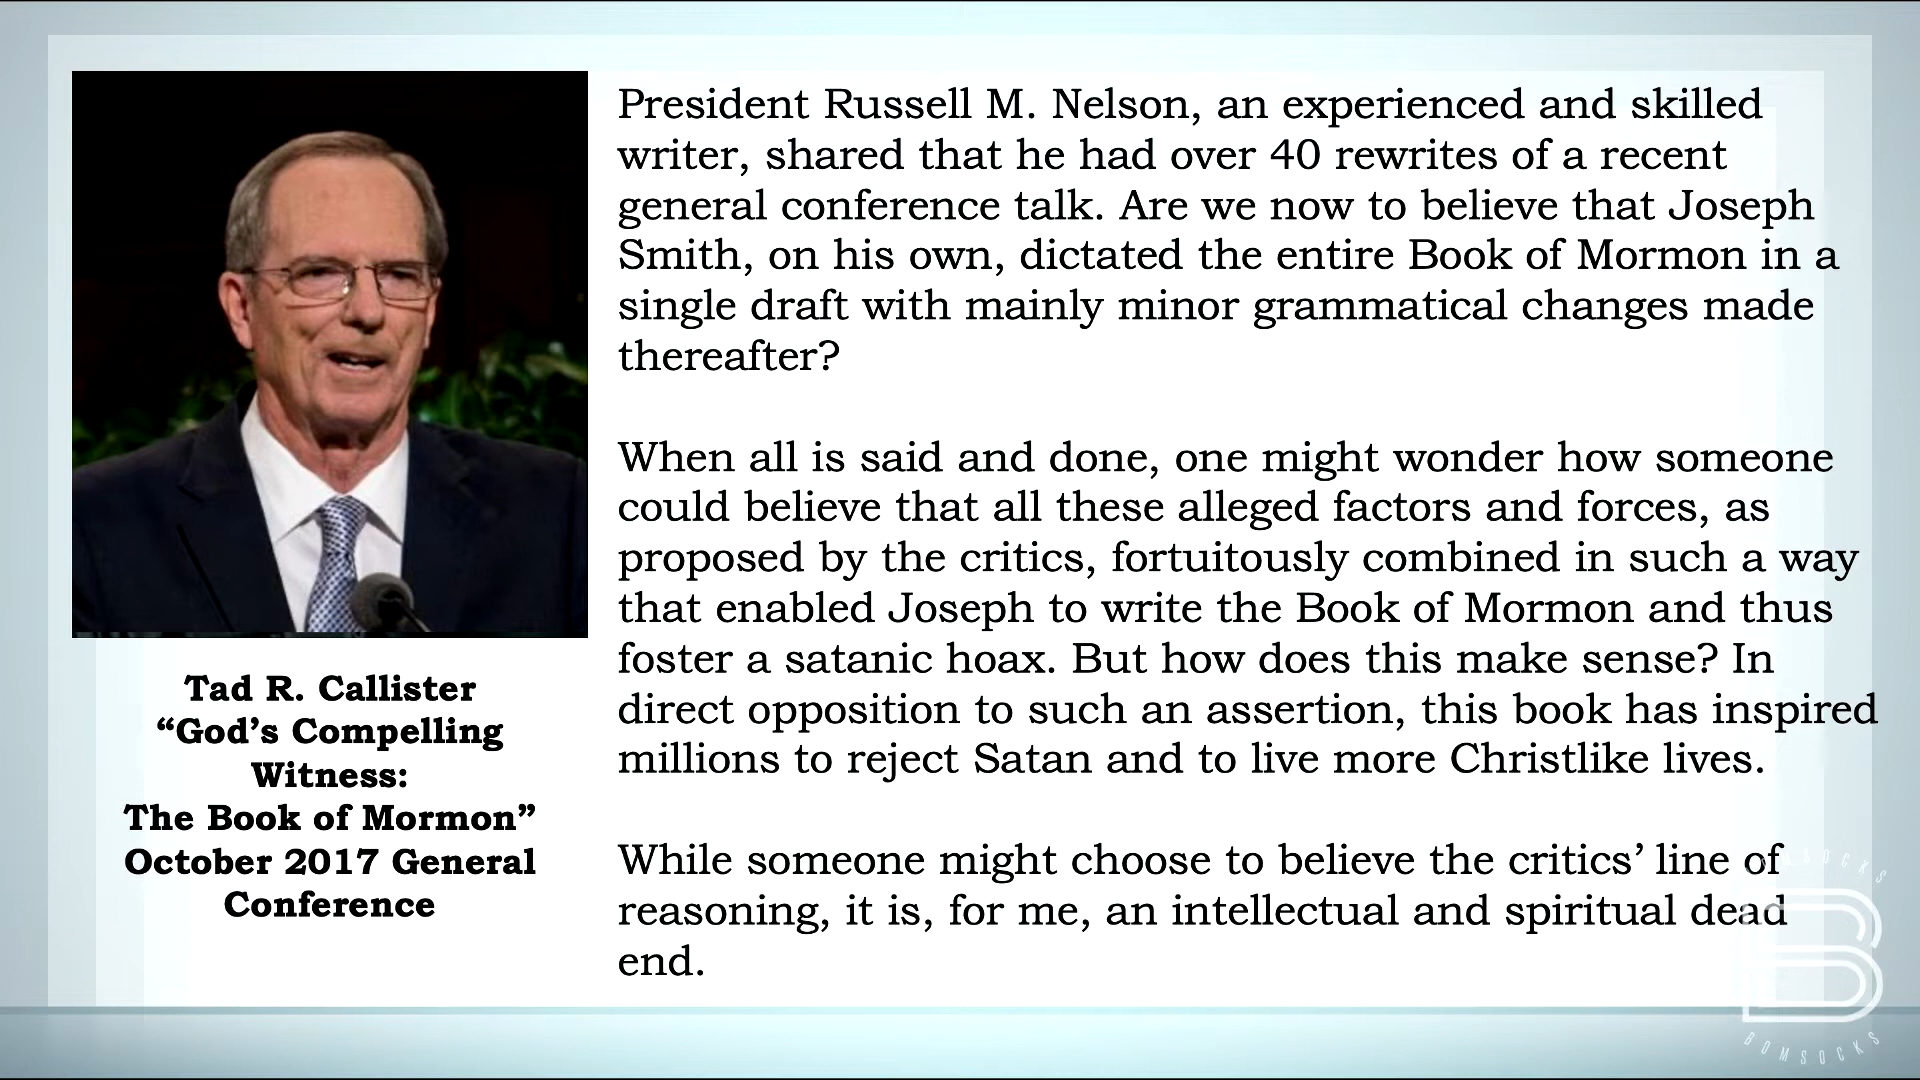 President Russell M. Nelson, an experienced and skilled
writer, shared that he had over 40 rewrites of a recent
general conference talk. Are we now to believe that Joseph
Smith, on his own, dictated the entire Book of Mormon in a
single draft with mainly minor grammatical changes made
thereafter?
When all is said and done, one might wonder how someone
could believe that all these alleged factors and forces, as
proposed by the critics, fortuitously combined in such a way
that enabled Joseph to write the Book of Mormon and thus
foster a satanic hoax. But how does this make sense? In
direct opposition to such an assertion, this book has inspired
millions to reject Satan and to live more Christlike lives.
While someone might choose to believe the critics’ line of
reasoning, it is, for me, an intellectual and spiritual dead
end.
Tad R. Callister
“God’s Compelling
Witness:
The Book of Mormon”
October 2017 General
Conference
B
BOMSOCKS